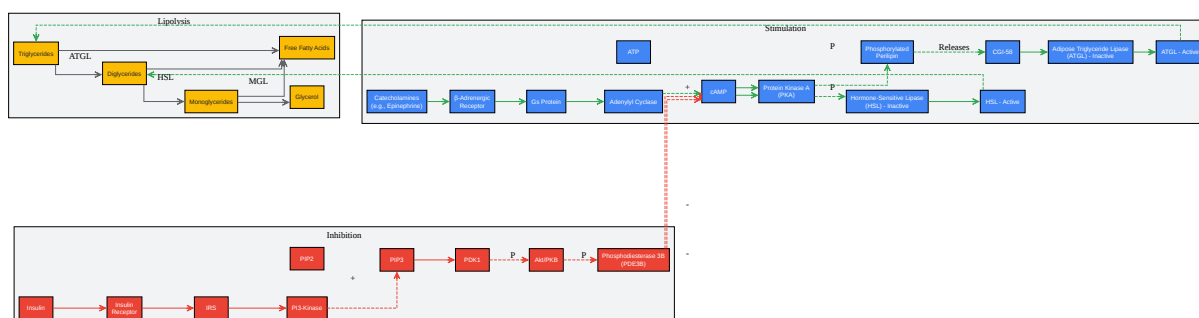 Lipolysis
Triglycerides
ATGL
Free Fatty Acids
Diglycerides
HSL
MGL
Monoglycerides
Glycerol
Stimulation
ATP
P
Phosphorylated
Perilipin
Releases
CGI-58
Adipose Triglyceride Lipase
(ATGL) - Inactive
ATGL - Active
Catecholamines
(e.g., Epinephrine)
β-Adrenergic
Receptor
Gs Protein
Adenylyl Cyclase
+
cAMP
Protein Kinase A
(PKA)
P
Hormone-Sensitive Lipase
(HSL) - Inactive
HSL - Active
-
-
Inhibition
PIP2
+
PIP3
PDK1
P
Akt/PKB
P
Phosphodiesterase 3B
(PDE3B)
Insulin
Insulin
Receptor
IRS
PI3-Kinase